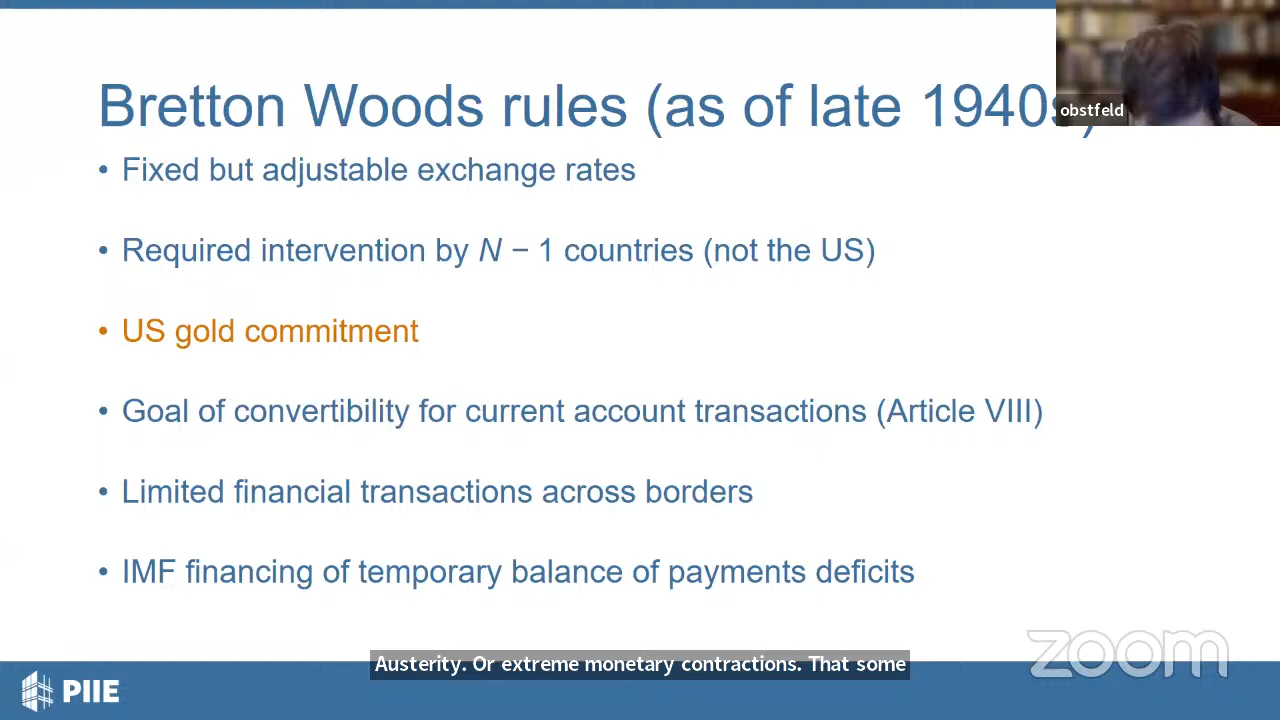 Bretton Woods rules (as of late 1940s)
obstfeld
• Fixed but adjustable exchange rates
• Required intervention by N − 1 countries (not the US)
• US gold commitment
• Goal of convertibility for current account transactions (Article VIII)
• Limited financial transactions across borders
• IMF financing of temporary balance of payments deficits
zoom
Austerity. Or extreme monetary contractions. That some
PIIE